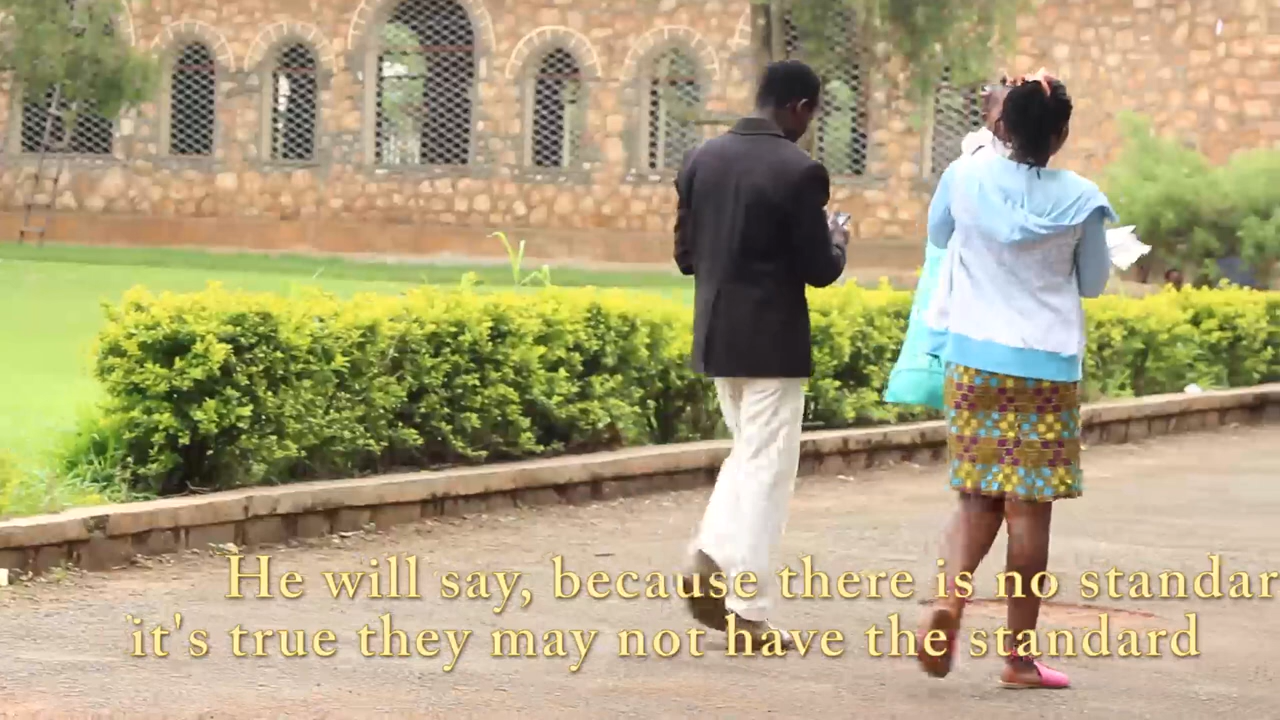 He will say, because there is no standar
it's true they may not have the standard